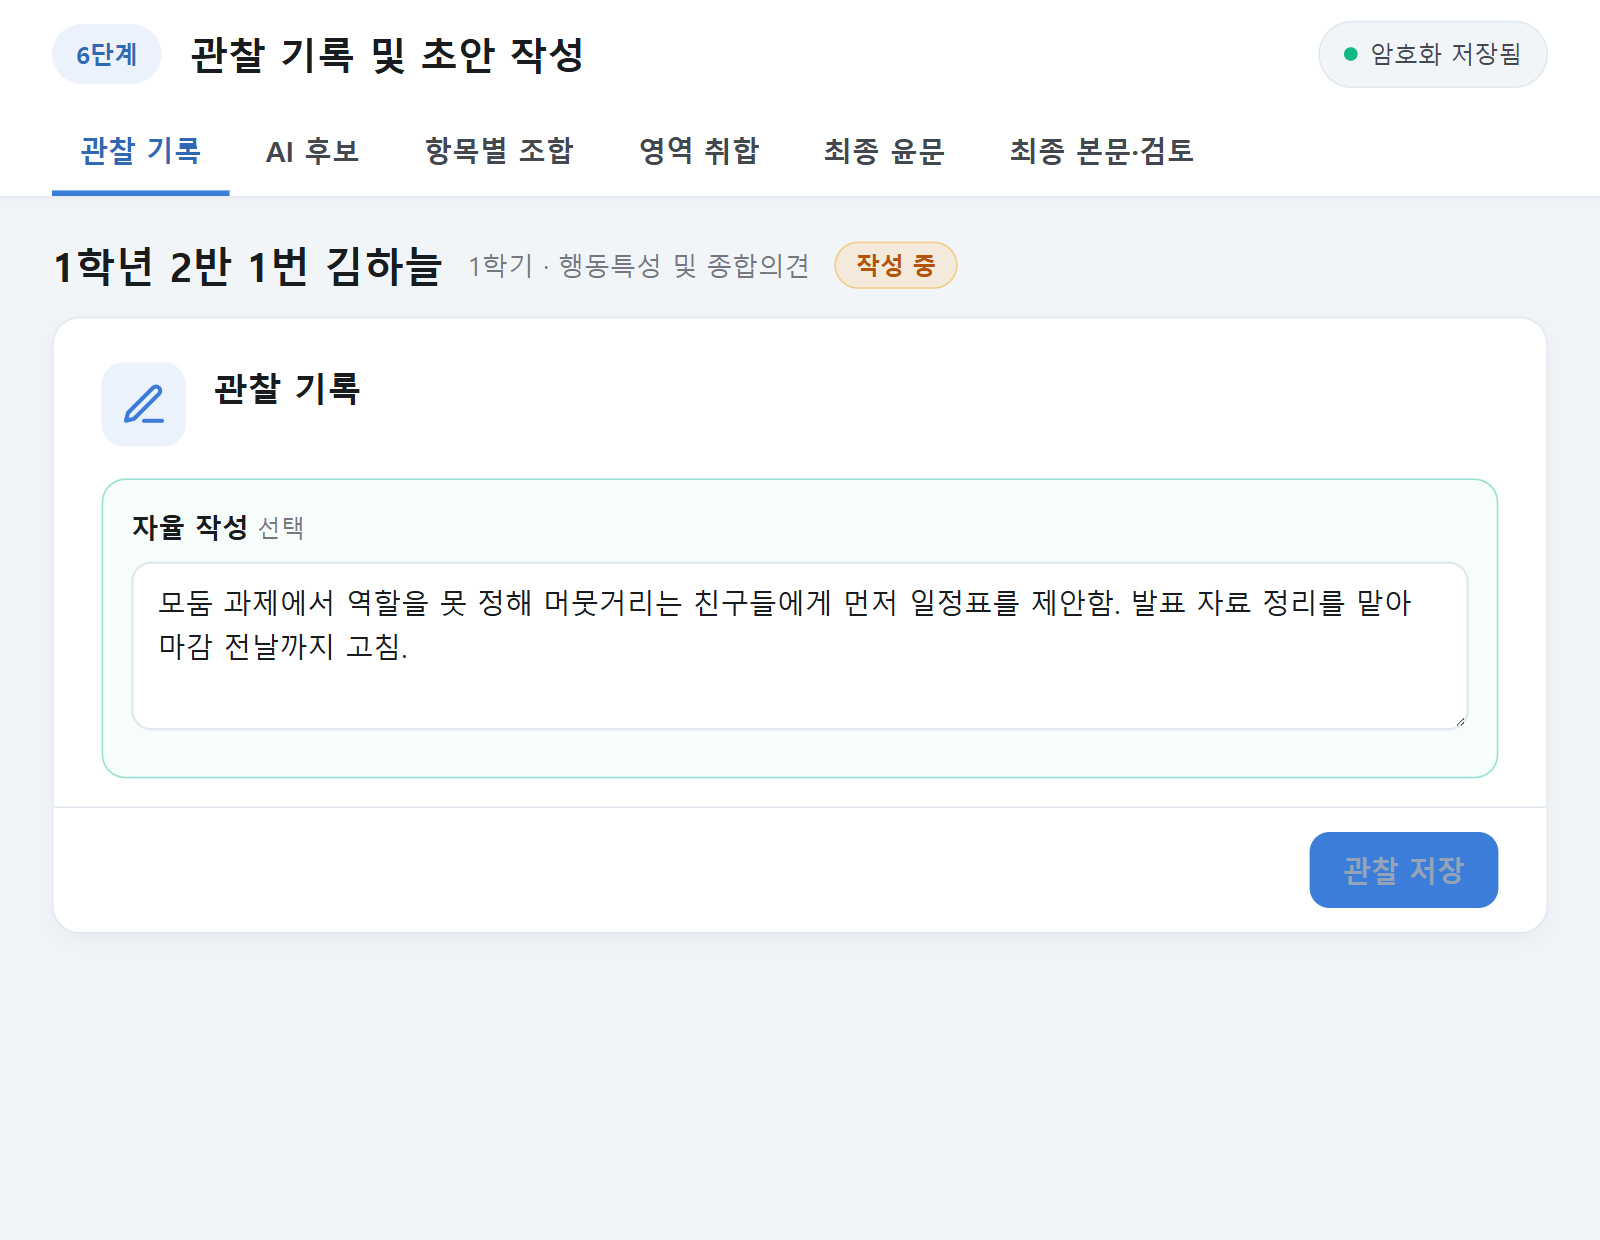 6단계
관찰 기록 및 초안 작성
암호화 저장됨
관찰 기록
AI 후보
항목별 조합
영역 취합
최종 윤문
최종 본문·검토
1학년 2반 1번 김하늘
1학기 · 행동특성 및 종합의견
작성 중
관찰 기록
자율 작성 선택
모둠 과제에서 역할을 못 정해 머뭇거리는 친구들에게 먼저 일정표를 제안함. 발표 자료 정리를 맡아
마감 전날까지 고침.
관찰 저장